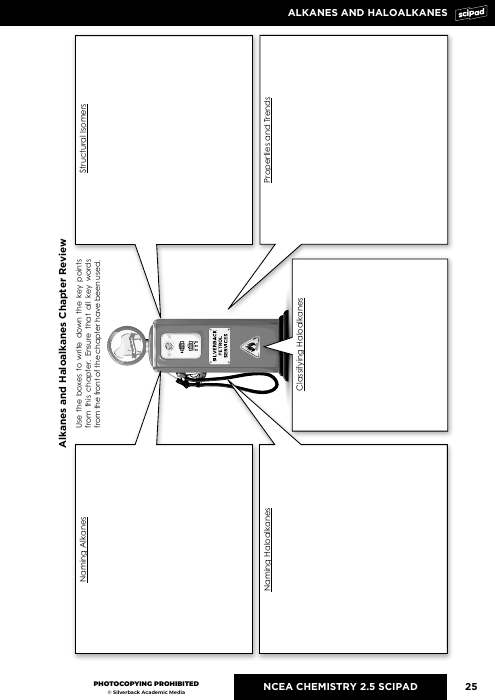 ALKANES AND HALOALKANES
scipad
Alkanes and Haloalkanes Chapter Review
Use the boxes to write down the key points
from this chapter. Ensure that all key words
from the front of the chapter have been used.
Naming Alkanes
Structural Isomers
SILVERBACK
PETROL
SERVICES
Naming Haloalkanes
Classifying Haloalkanes
Properties and Trends
PHOTOCOPYING PROHIBITED
© Silverback Academic Media
NCEA CHEMISTRY 2.5 SCIPAD
25